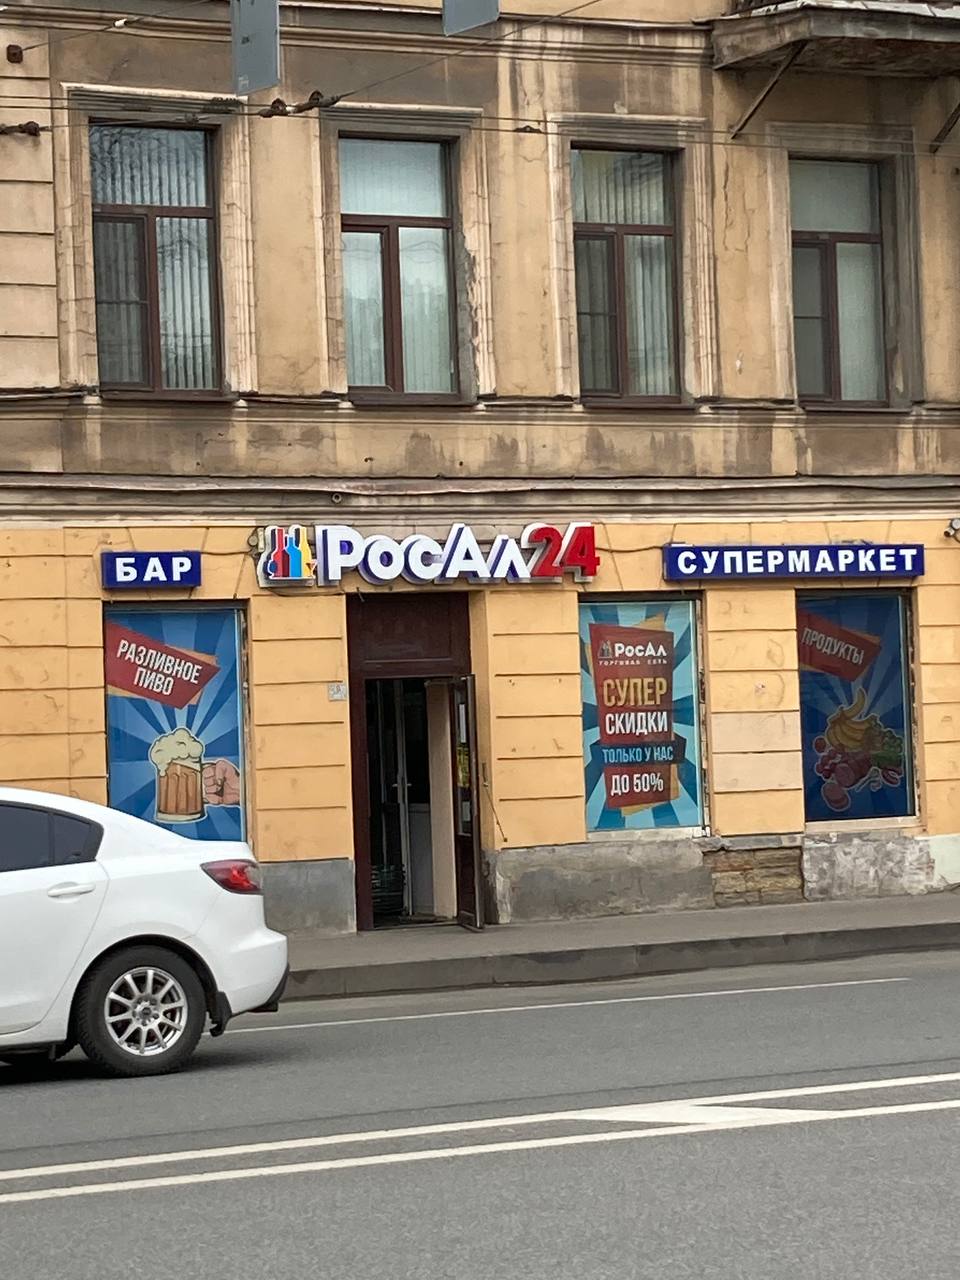 БАР
РосАл24
СУПЕРМАРКЕТ
РАЗЛИВНОЕ
ПИВО
РосАл
ТОРГОВАЯ СЕТЬ
СУПЕР
СКИДКИ
ТОЛЬКО У НАС
ДО 50%
ПРОДУКТЫ